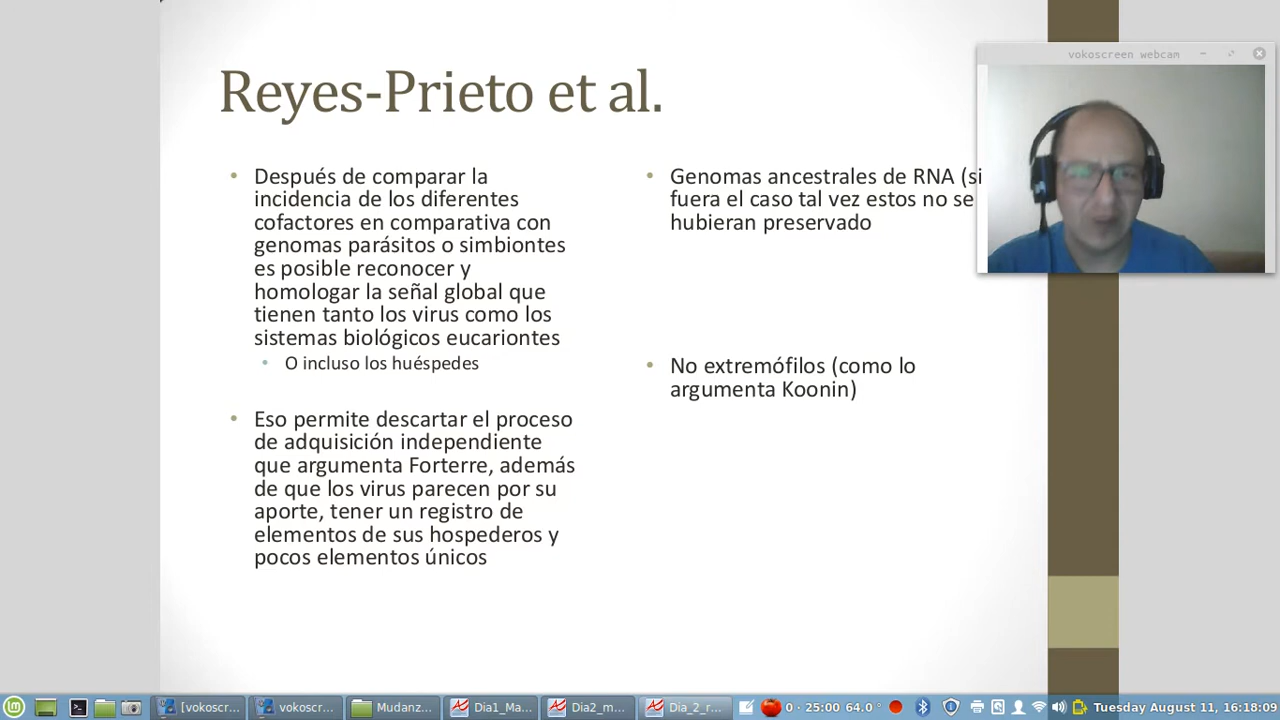 vokoscreen webcam
Reyes-Prieto et al.
Después de comparar la
incidencia de los diferentes
cofactores en comparativa con
genomas parásitos o simbiontes
es posible reconocer y
homologar la señal global que
tienen tanto los virus como los
sistemas biológicos eucariontes
O incluso los huéspedes
Eso permite descartar el proceso
de adquisición independiente
que argumenta Forterre, además
de que los virus parecen por su
aporte, tener un registro de
elementos de sus hospederos y
pocos elementos únicos
Genomas ancestrales de RNA (si
fuera el caso tal vez estos no se
hubieran preservado
No extremófilos (como lo
argumenta Koonin)
[vokoscr... vokoscr... Mudanz... Dia1_Ma... Dia2_m... Dia_2_r... 0 · 25:00 64.0 ° Tuesday August 11, 16:18:09